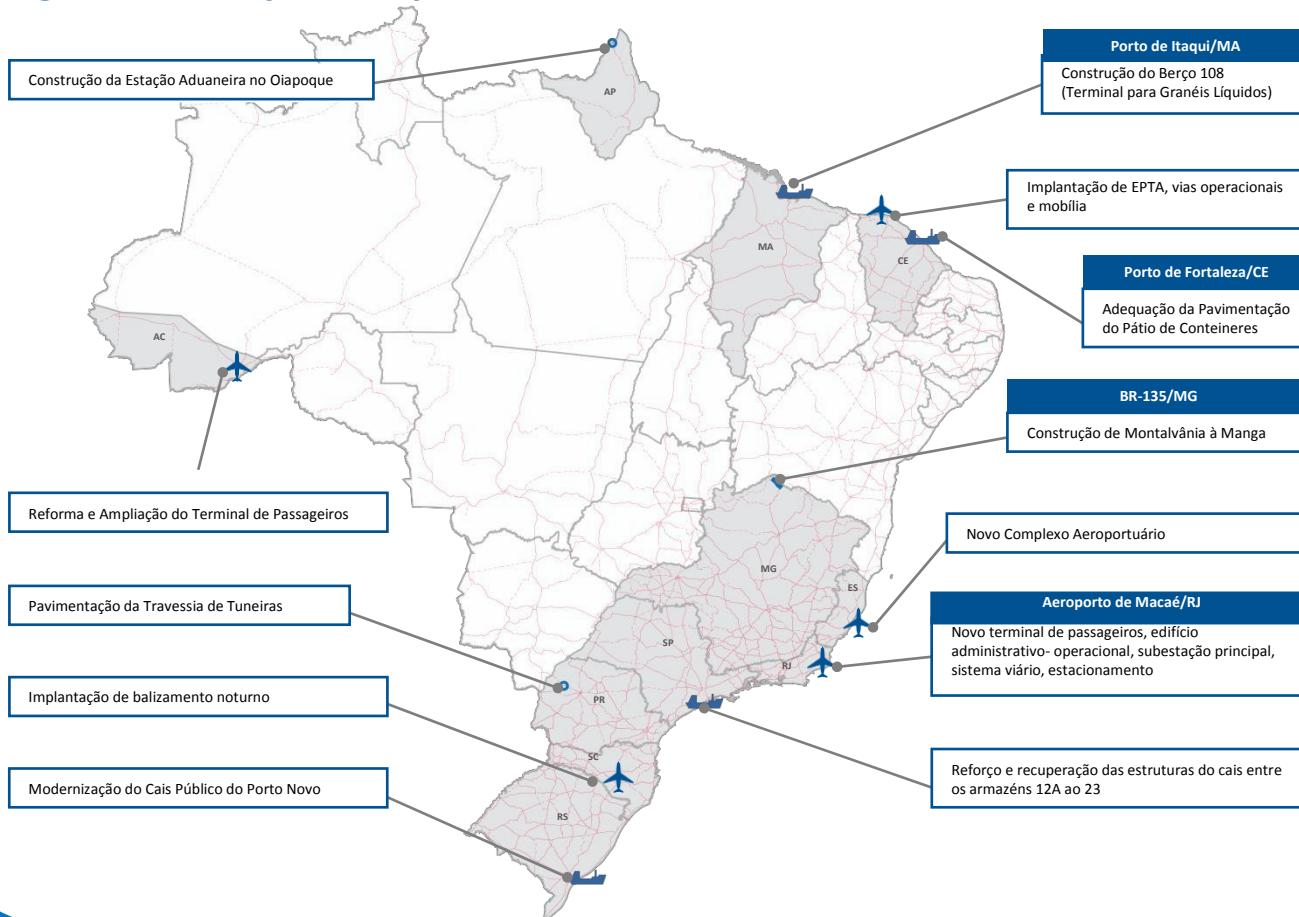 Construção da Estação Aduaneira no Oiapoque
Reforma e Ampliação do Terminal de Passageiros
Pavimentação da Travessia de Tuneiras
Implantação de balizamento noturno
Modernização do Cais Público do Porto Novo
AP
MA
CE
AC
MG
ES
SP
RJ
PR
SC
RS
Porto de Itaqui/MA
Construção do Berço 108
(Terminal para Granéis Líquidos)
Implantação de EPTA, vias operacionais
e mobília
Porto de Fortaleza/CE
Adequação da Pavimentação
do Pátio de Conteineres
BR-135/MG
Construção de Montalvânia à Manga
Novo Complexo Aeroportuário
Aeroporto de Macaé/RJ
Novo terminal de passageiros, edifício
administrativo- operacional, subestação principal,
sistema viário, estacionamento
Reforço e recuperação das estruturas do cais entre
os armazéns 12A ao 23